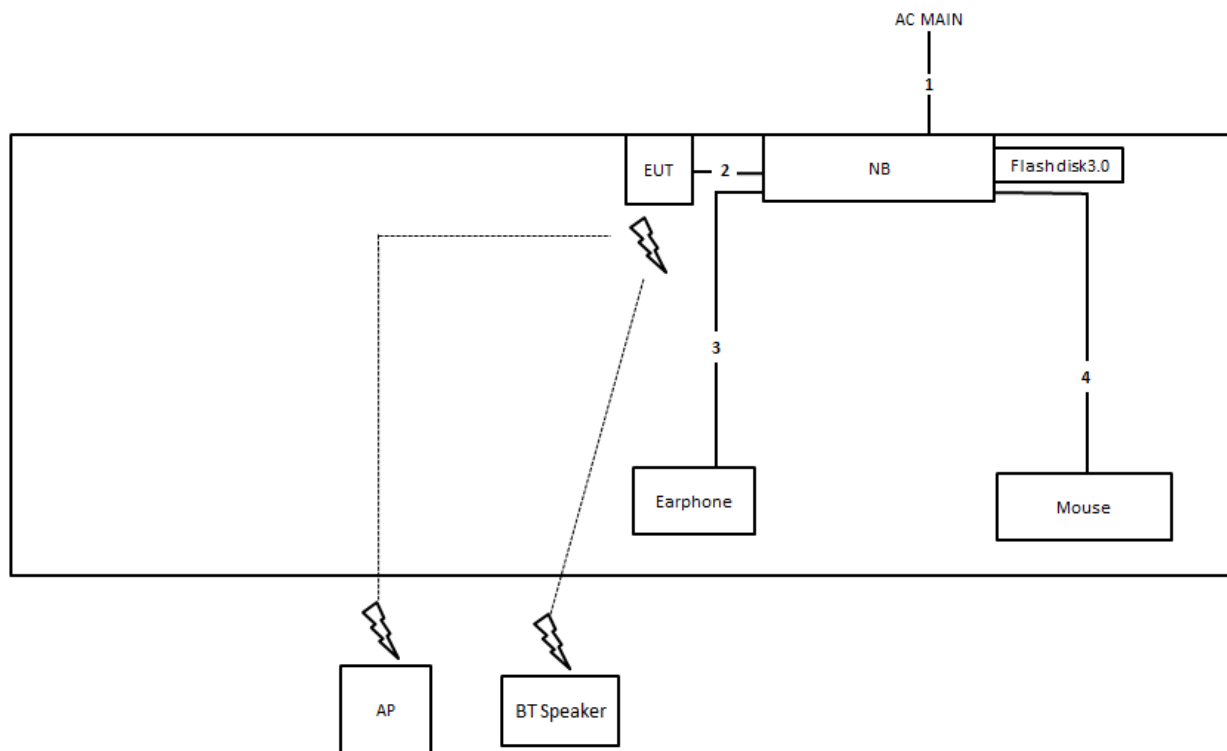 AC MAIN
1
EUT
2
NB
Flashdisk3.0
3
4
Earphone
Mouse
AP
BT Speaker